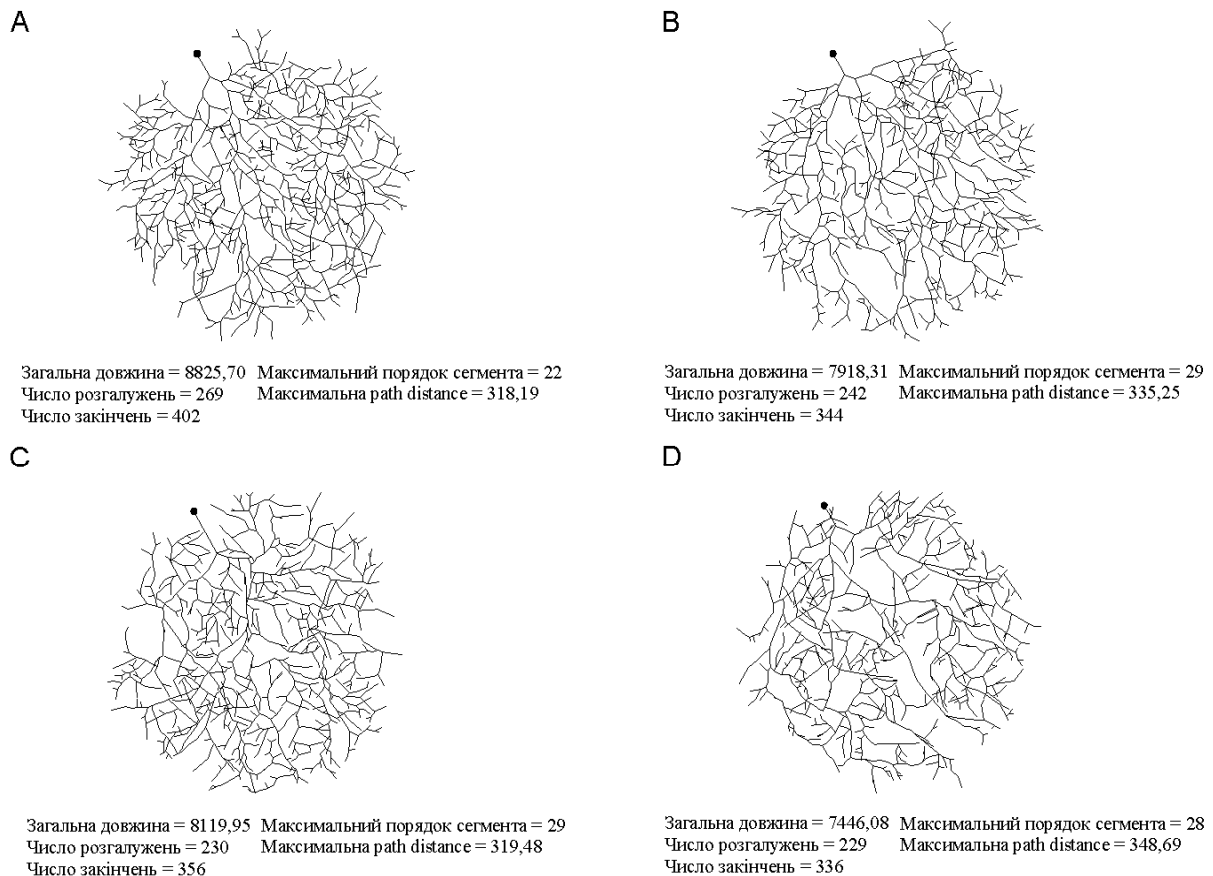 A
B
Загальна довжина = 8825,70 Максимальний порядок сегмента = 22
Число розгалужень = 269 Максимальна path distance = 318,19
Число закінчень = 402
Загальна довжина = 7918,31 Максимальний порядок сегмента = 29
Число розгалужень = 242 Максимальна path distance = 335,25
Число закінчень = 344
C
D
Загальна довжина = 8119,95 Максимальний порядок сегмента = 29
Число розгалужень = 230 Максимальна path distance = 319,48
Число закінчень = 356
Загальна довжина = 7446,08 Максимальний порядок сегмента = 28
Число розгалужень = 229 Максимальна path distance = 348,69
Число закінчень = 336